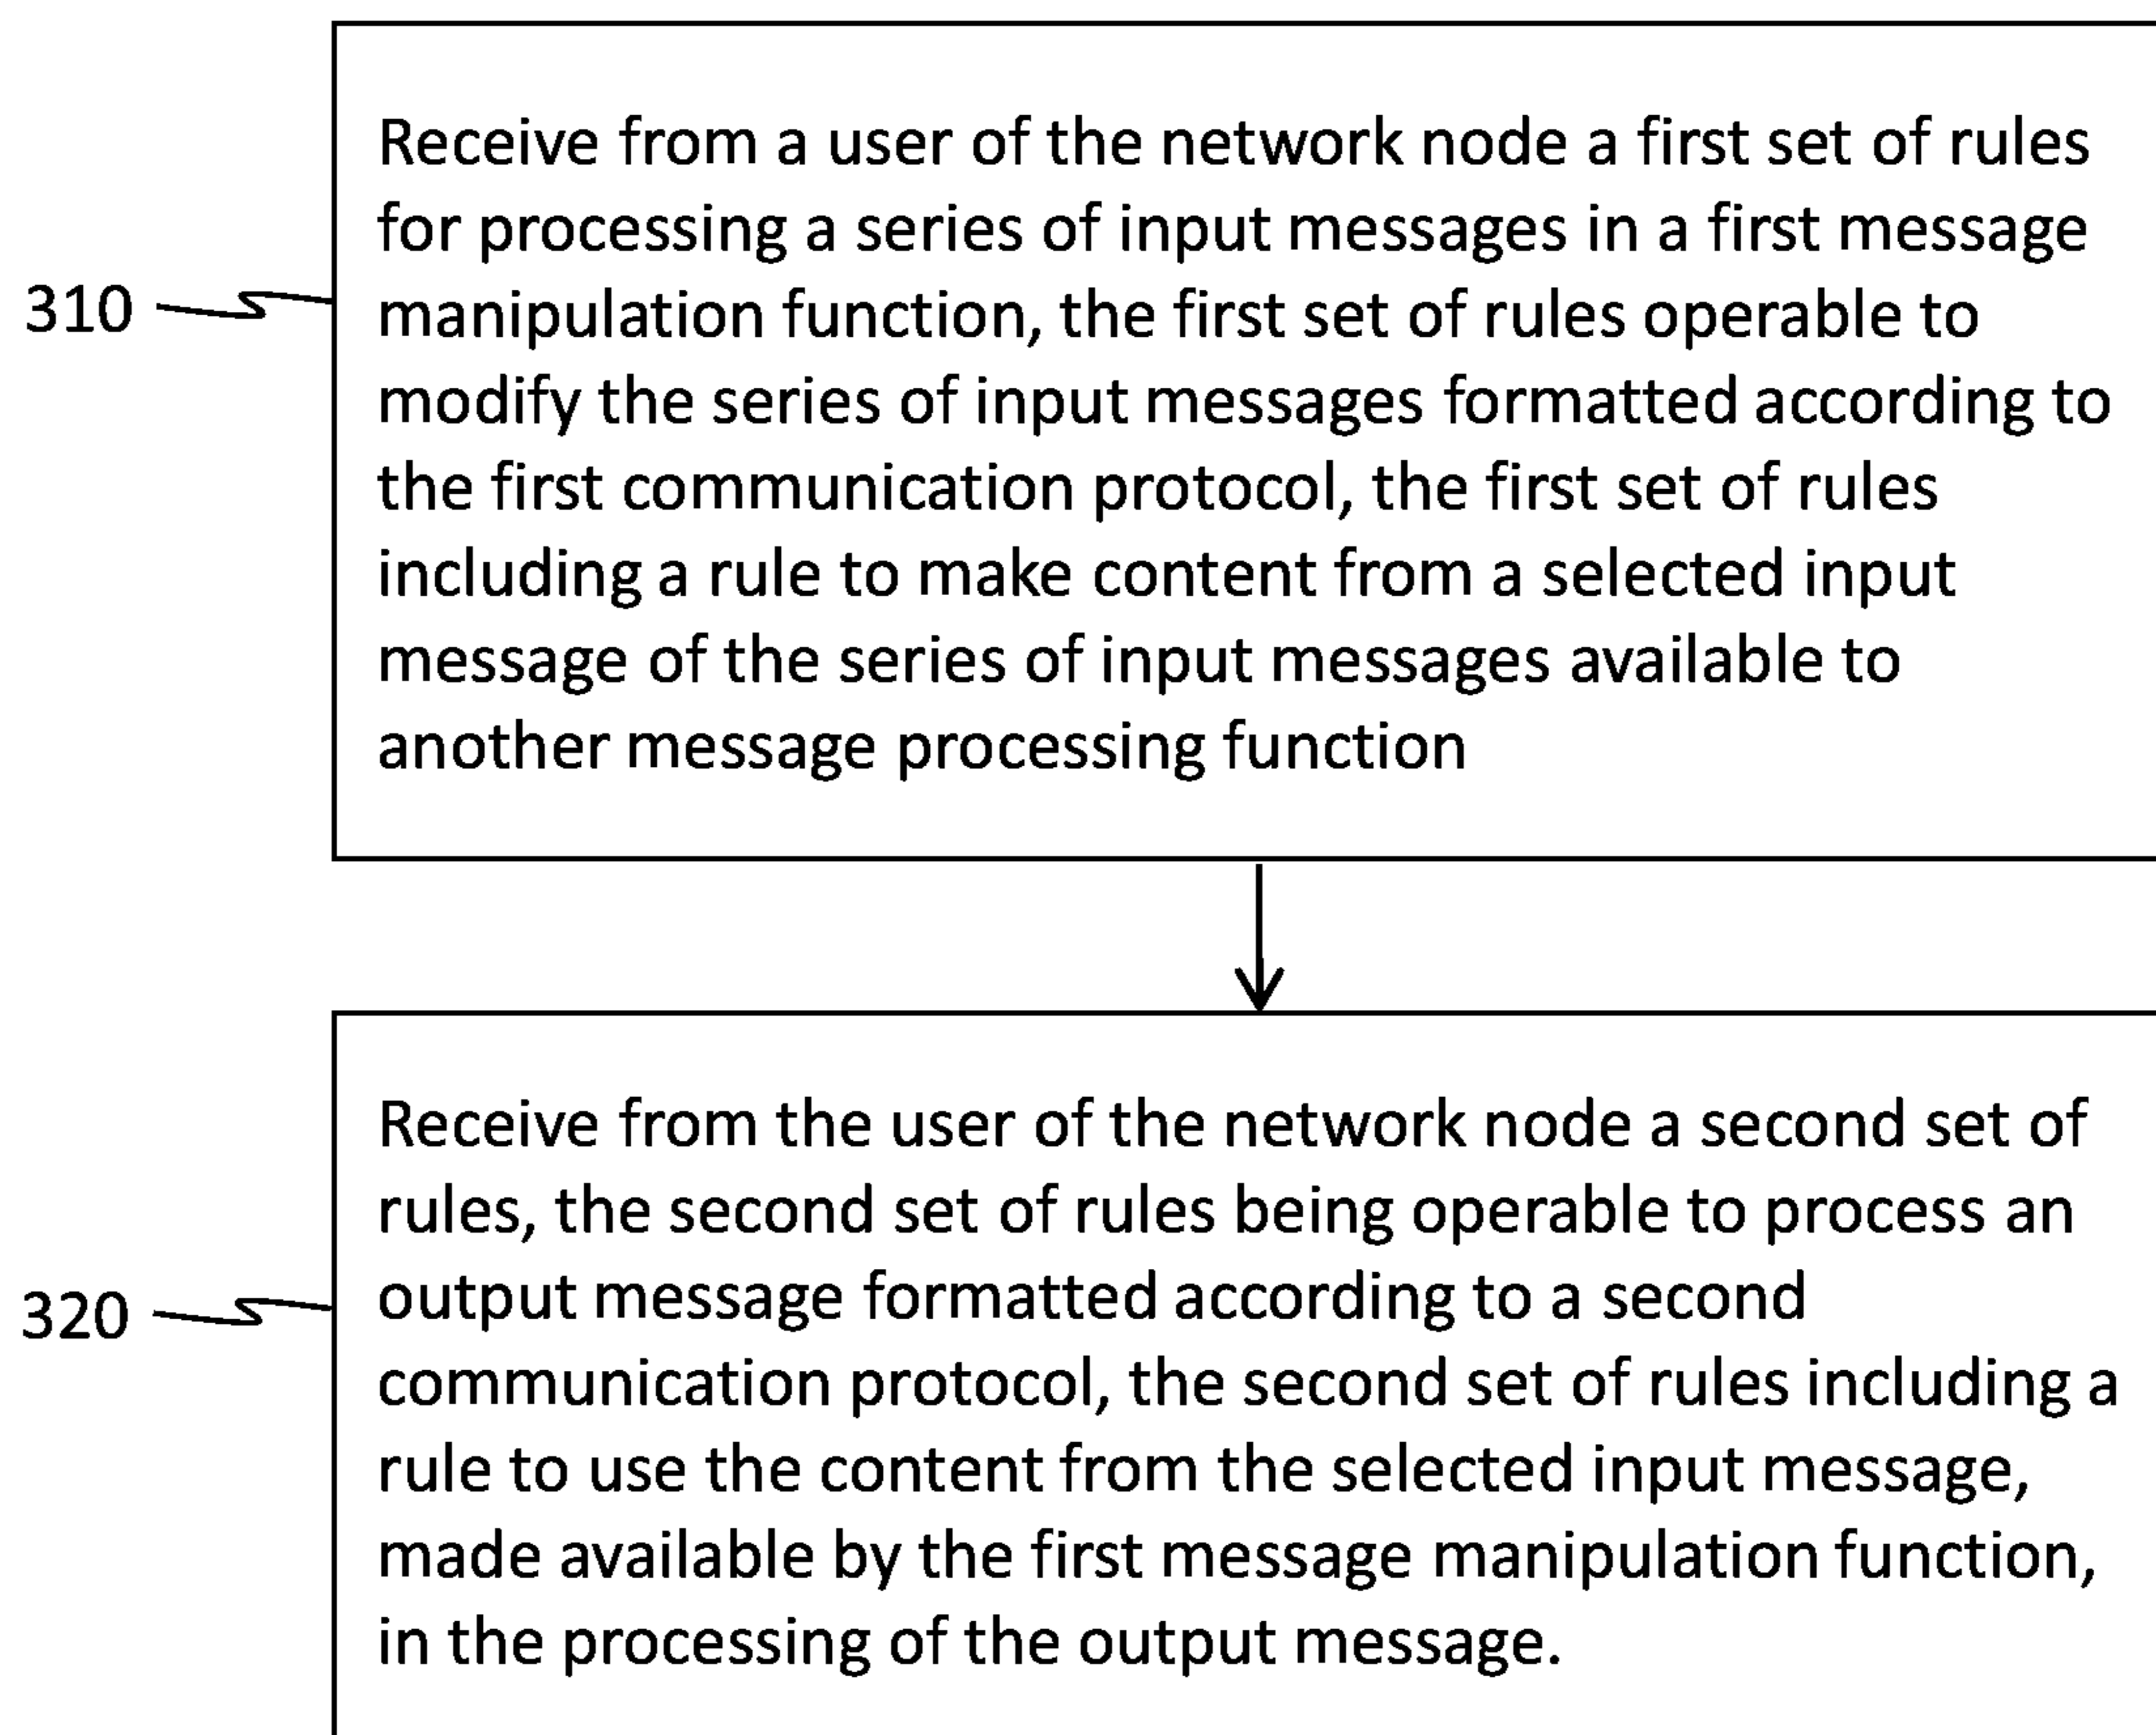 Receive from a user of the network node a first set of rules
for processing a series of input messages in a first message
310
manipulation function, the first set of rules operable to
modify the series of input messages formatted according to
the first communication protocol, the first set of rules
including a rule to make content from a selected input
message of the series of input messages available to
another message processing function
Receive from the user of the network node a second set of
rules, the second set of rules being operable to process an
320
output message formatted according to a second
communication protocol, the second set of rules including a
rule to use the content from the selected input message,
made available by the first message manipulation function,
in the processing of the output message.